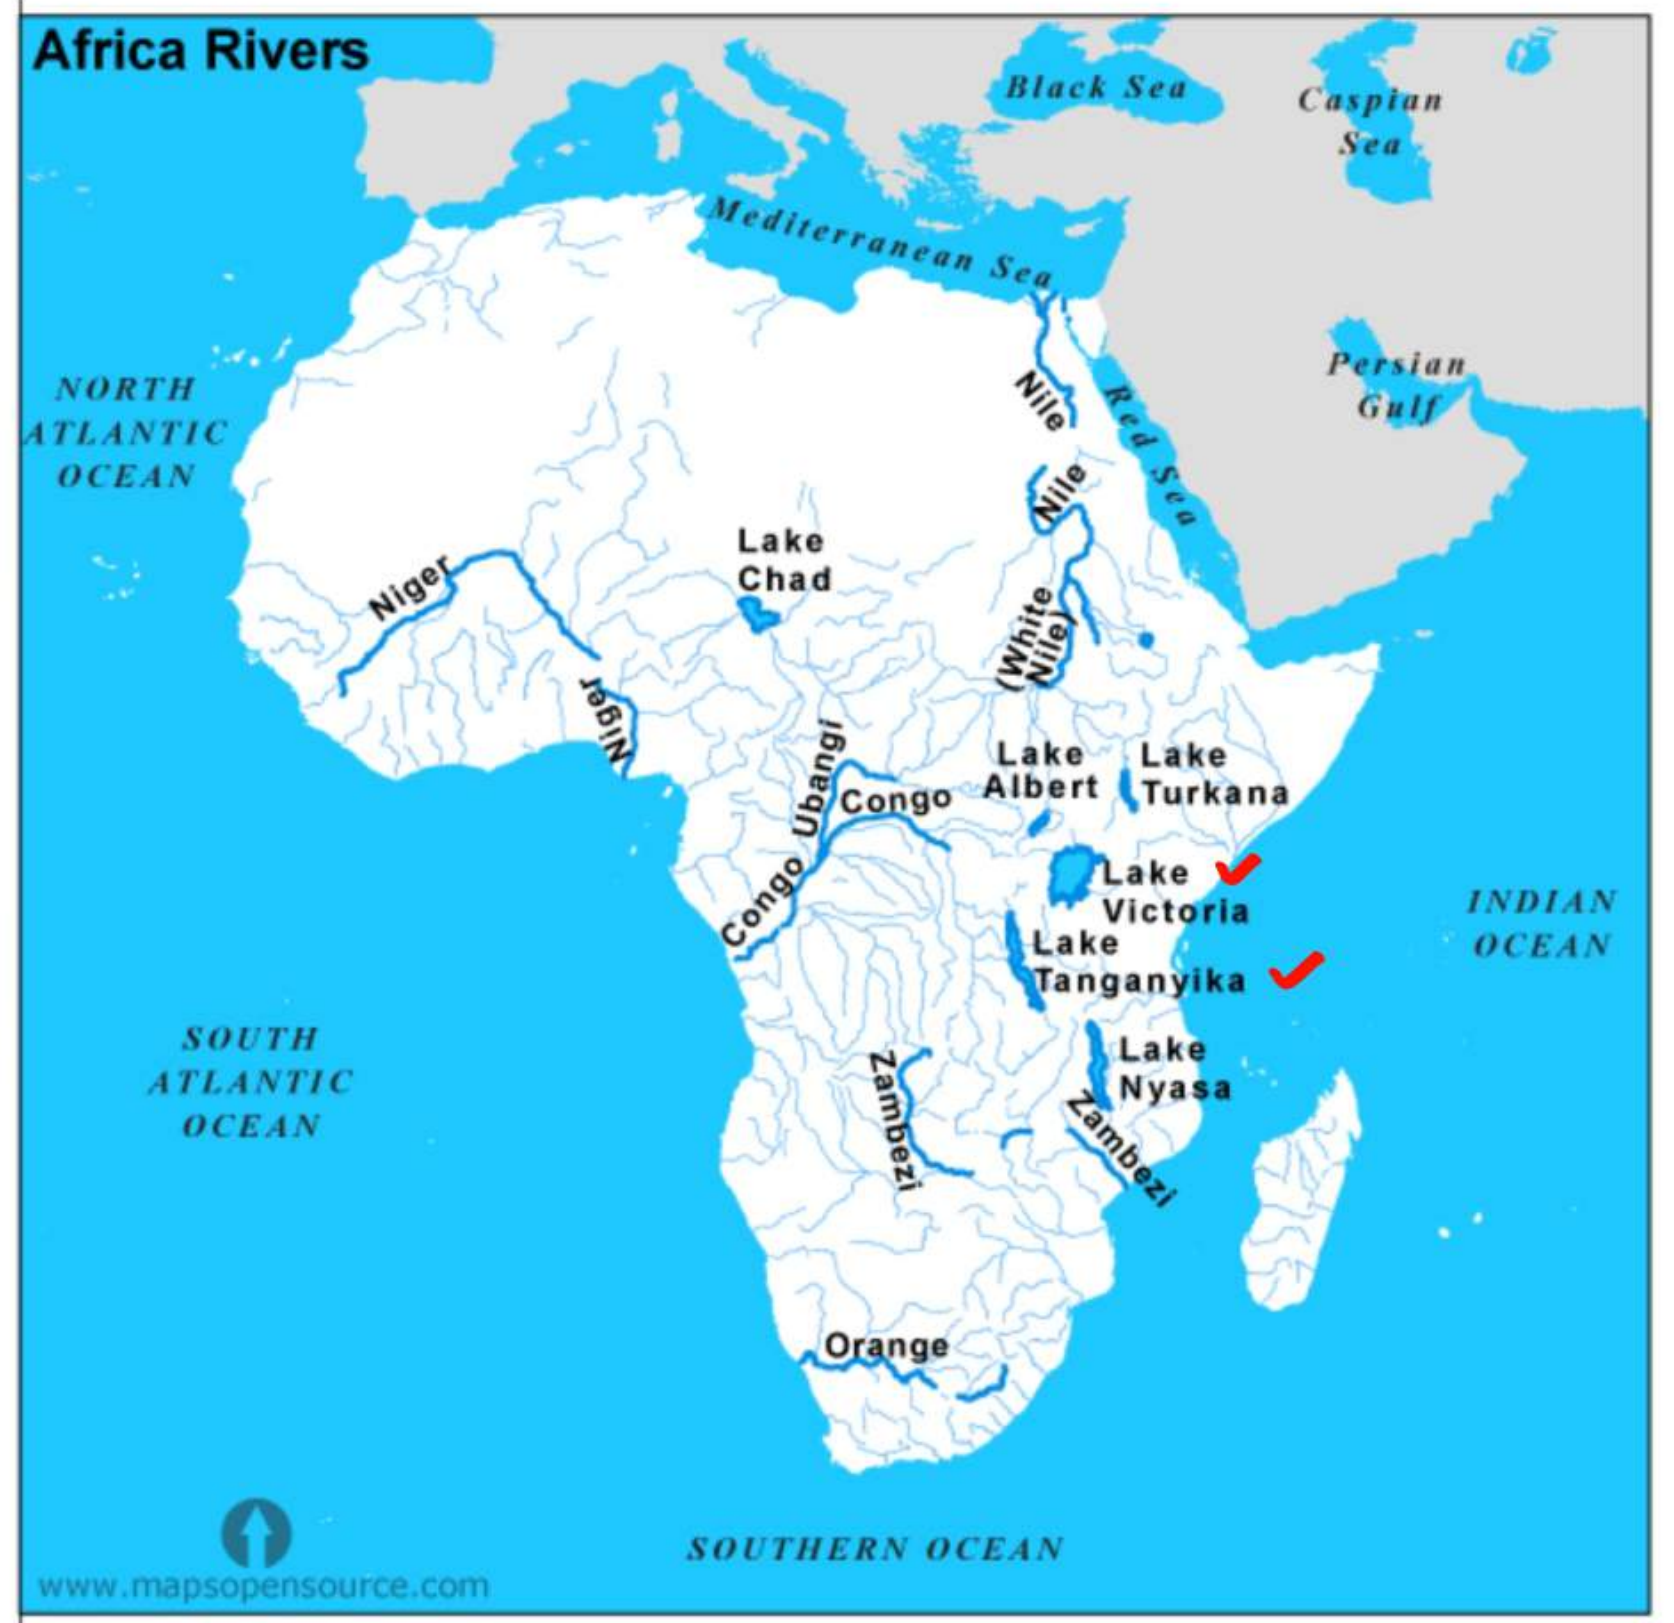 Africa Rivers
Black Sea
Caspian
Sea
Mediterranean Sea
Persian
Gulf
NORTH
ATLANTIC
OCEAN
Nile
Red Sea
Nile
Lake
Chad
Niger
(White
Nile)
Niger
Ubangi
Lake
Albert
Lake
Turkana
Congo
Congo
Lake
Victoria
INDIAN
OCEAN
Lake
Tanganyika
SOUTH
ATLANTIC
OCEAN
Lake
Nyasa
Zambezi
Zambezi
Orange
SOUTHERN OCEAN
www.mapsopensource.com